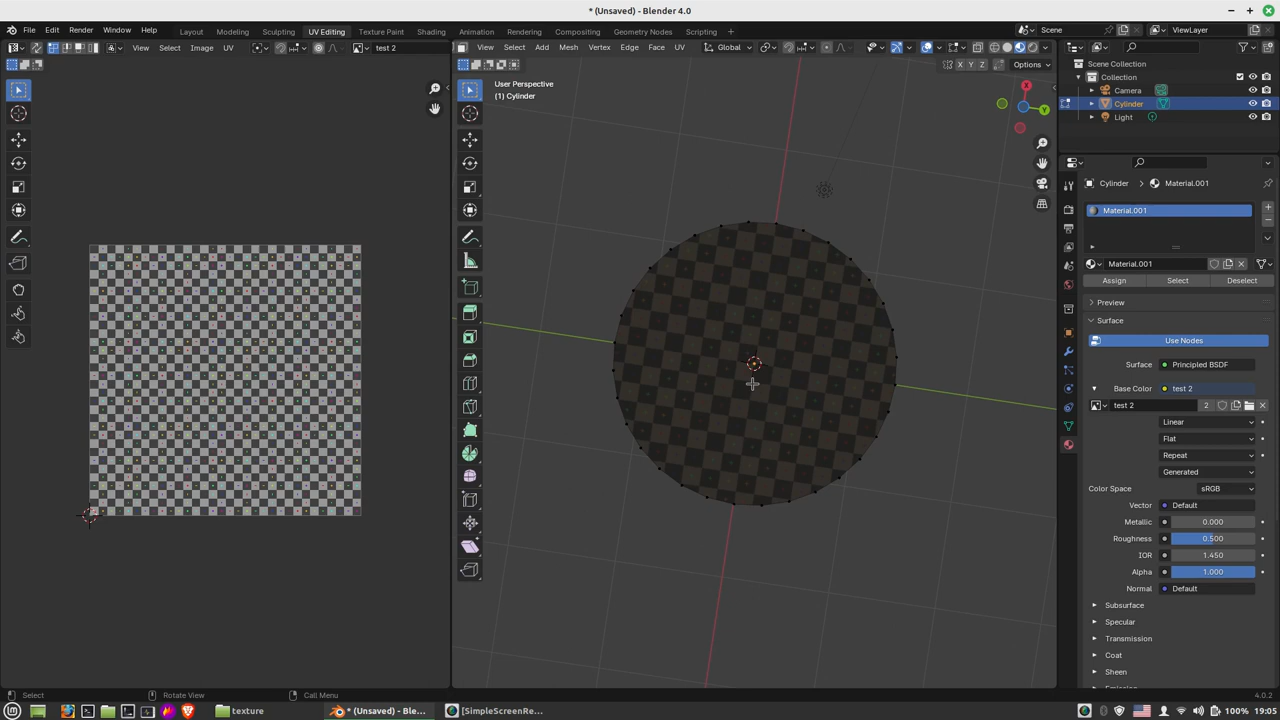 * (Unsaved) - Blender 4.0
File Edit Render Window Help Layout Modeling Sculpting UV Editing Texture Paint Shading Animation Rendering Compositing Geometry Nodes Scripting + Scene ViewLayer
View Select Image UV test 2
View Select Add Mesh Vertex Edge Face UV Global
X Y Z Options
User Perspective
(1) Cylinder
X
Y
Z
Scene Collection
Collection
Camera
Cylinder
Light
Cylinder Material.001
Material.001
Material.001
Assign Select Deselect
Preview
Surface
Use Nodes
Surface Principled BSDF
Base Color test 2
test 2 2
Linear
Flat
Repeat
Generated
Color Space sRGB
Vector Default
Metallic 0.000
Roughness 0.500
IOR 1.450
Alpha 1.000
Normal Default
Subsurface
Specular
Transmission
Coat
Sheen
Select Rotate View Call Menu 4.0.2
texture * (Unsaved) - Ble... [SimpleScreenRe... 100% 19:05